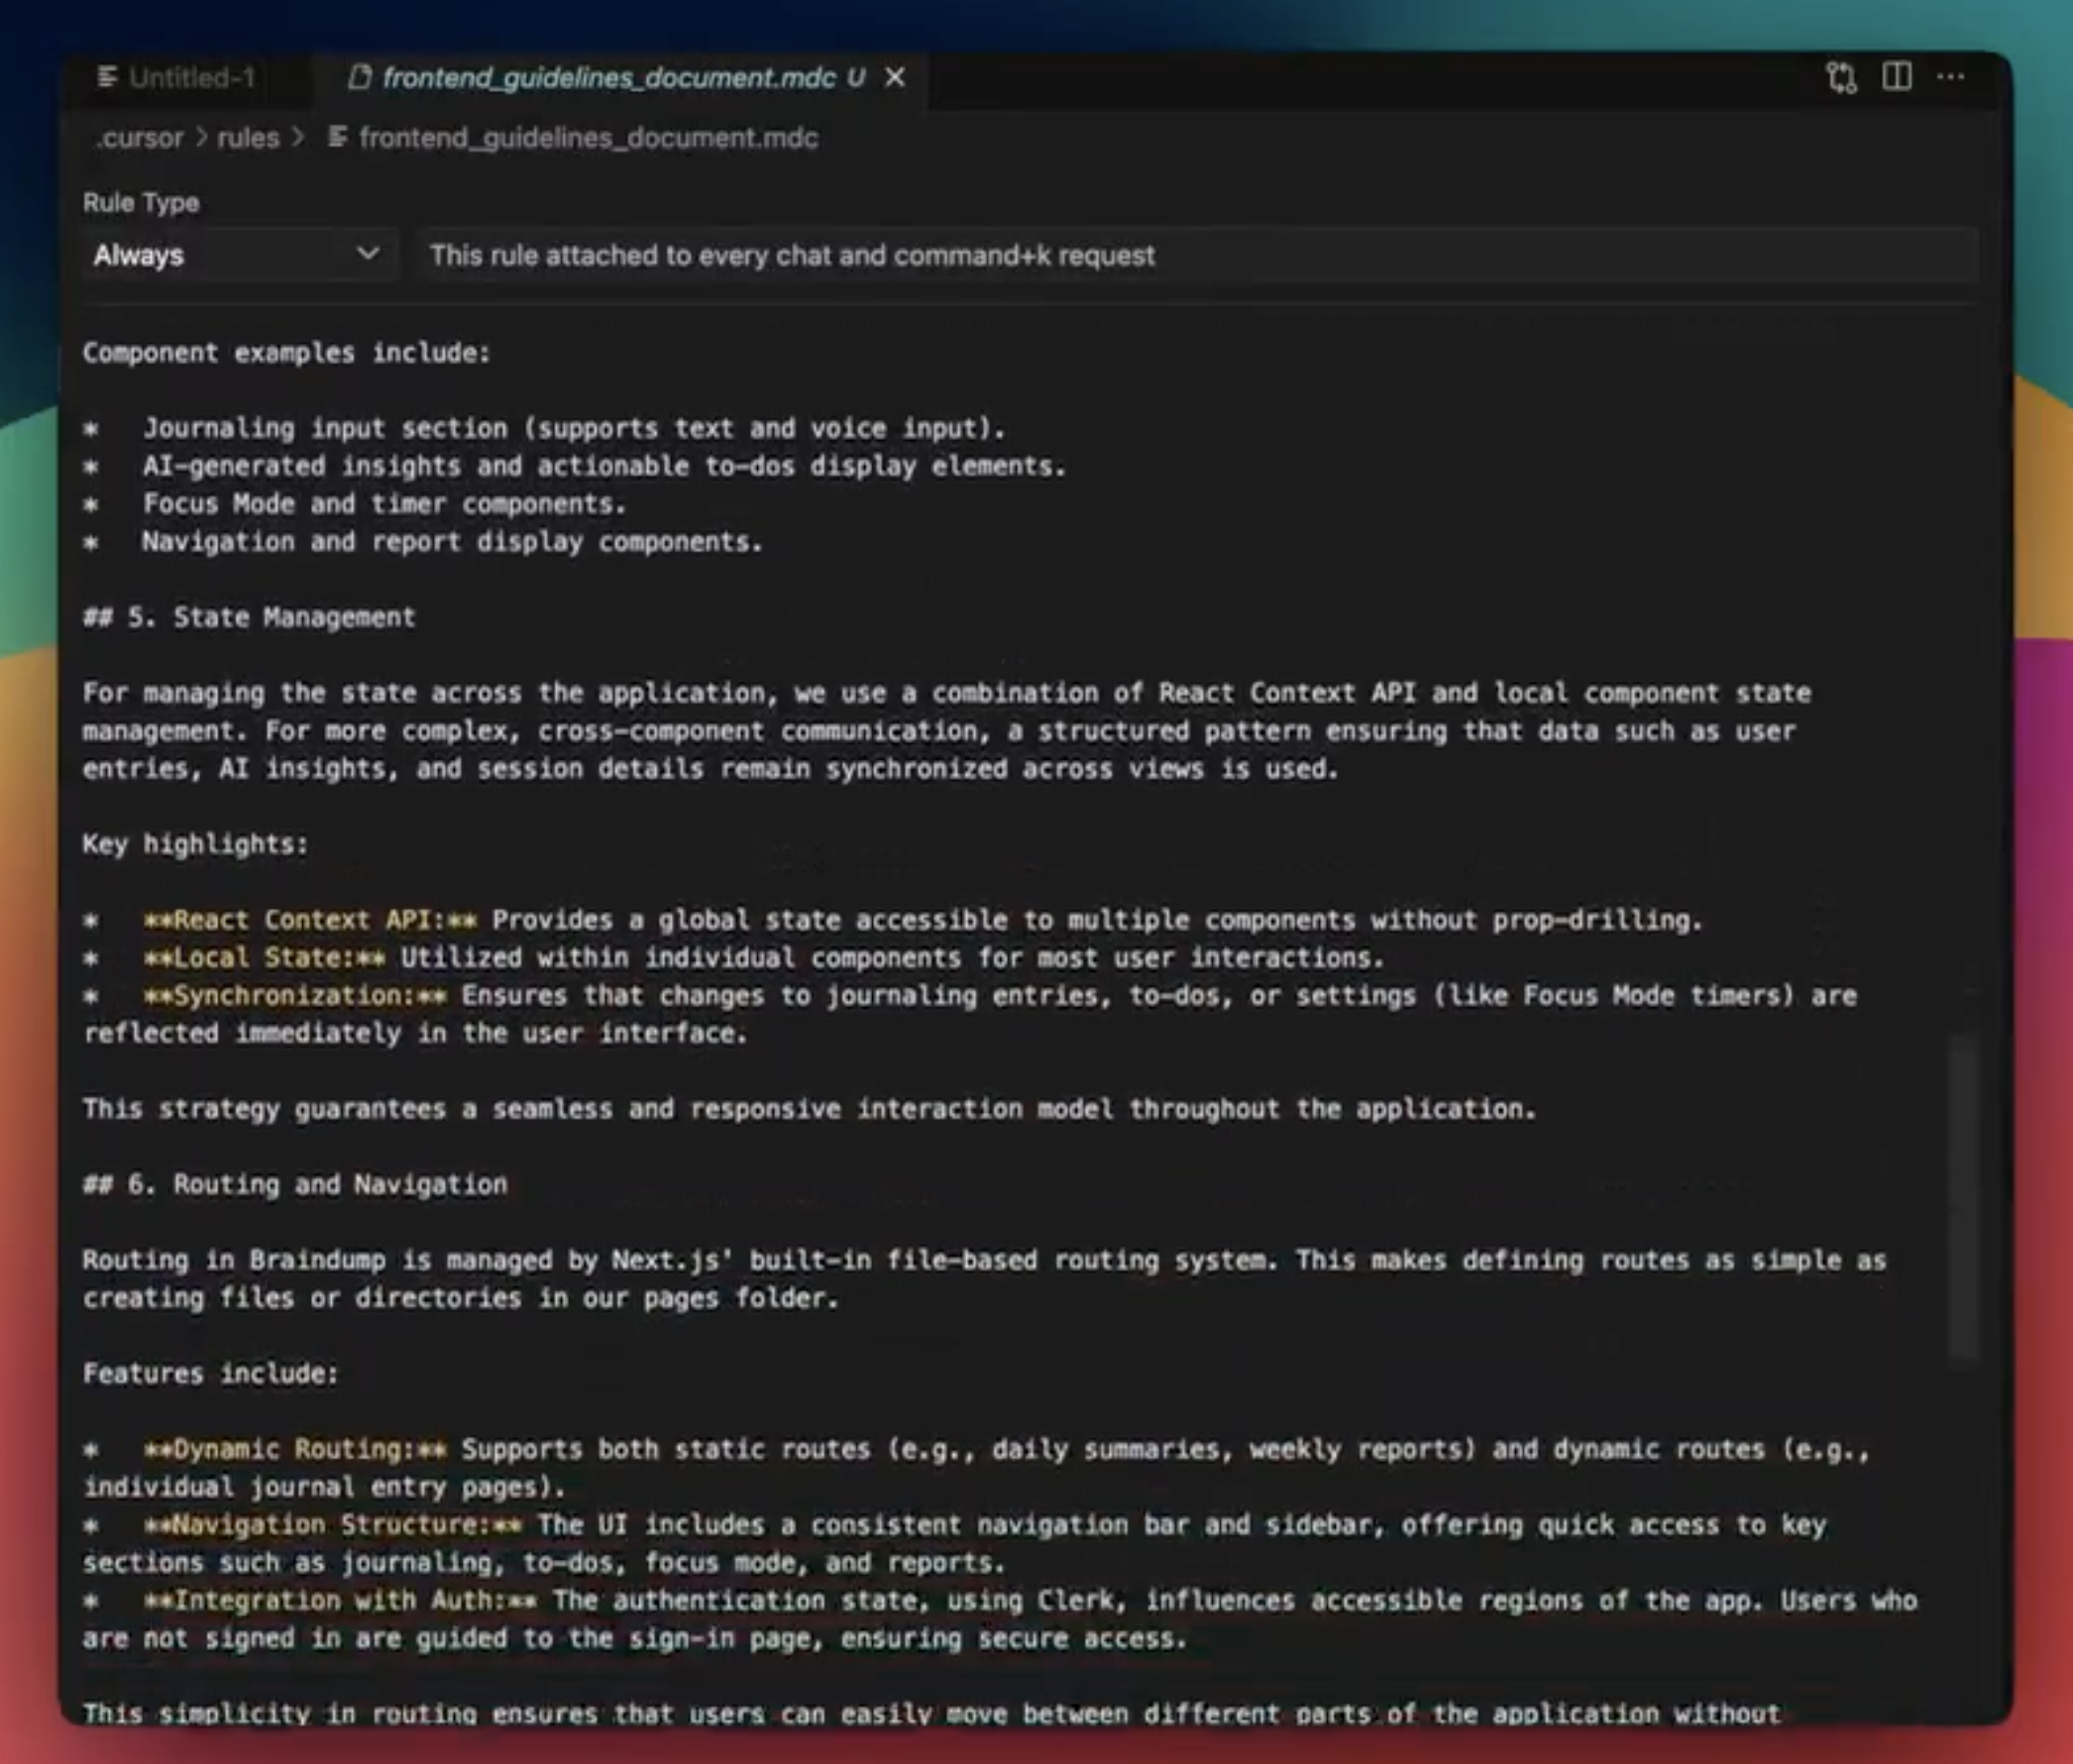 Untitled-1
frontend_guidelines_document.mdc U
.cursor > rules > frontend_guidelines_document.mdc
Rule Type
Always This rule attached to every chat and command+k request
Component examples include:
* Journaling input section (supports text and voice input).
* AI-generated insights and actionable to-dos display elements.
* Focus Mode and timer components.
* Navigation and report display components.
## 5. State Management
For managing the state across the application, we use a combination of React Context API and local component state
management. For more complex, cross-component communication, a structured pattern ensuring that data such as user
entries, AI insights, and session details remain synchronized across views is used.
Key highlights:
* **React Context API:** Provides a global state accessible to multiple components without prop-drilling.
* **Local State:** Utilized within individual components for most user interactions.
* **Synchronization:** Ensures that changes to journaling entries, to-dos, or settings (like Focus Mode timers) are
reflected immediately in the user interface.
This strategy guarantees a seamless and responsive interaction model throughout the application.
## 6. Routing and Navigation
Routing in Braindump is managed by Next.js' built-in file-based routing system. This makes defining routes as simple as
creating files or directories in our pages folder.
Features include:
* **Dynamic Routing:** Supports both static routes (e.g., daily summaries, weekly reports) and dynamic routes (e.g.,
individual journal entry pages).
* **Navigation Structure:** The UI includes a consistent navigation bar and sidebar, offering quick access to key
sections such as journaling, to-dos, focus mode, and reports.
* **Integration with Auth:** The authentication state, using Clerk, influences accessible regions of the app. Users who
are not signed in are guided to the sign-in page, ensuring secure access.
This simplicity in routing ensures that users can easily move between different parts of the application without